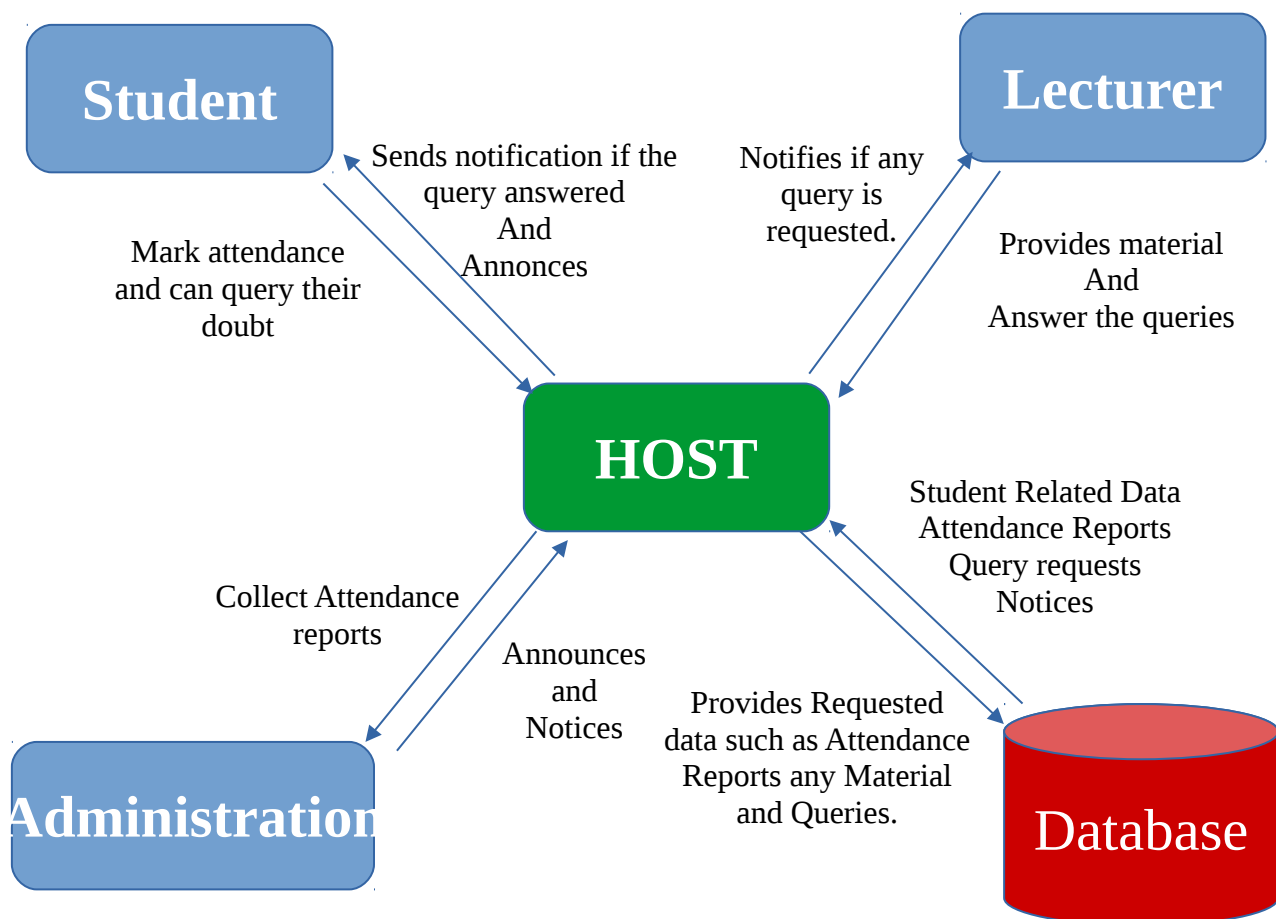 Student
Lecturer
Sends notification if the
query answered
And
Annonces
Notifies if any
query is
requested.
Mark attendance
and can query their
doubt
Provides material
And
Answer the queries
HOST
Student Related Data
Attendance Reports
Query requests
Notices
Collect Attendance
reports
Announces
and
Notices
Provides Requested
data such as Attendance
Reports any Material
and Queries.
Administration
Database